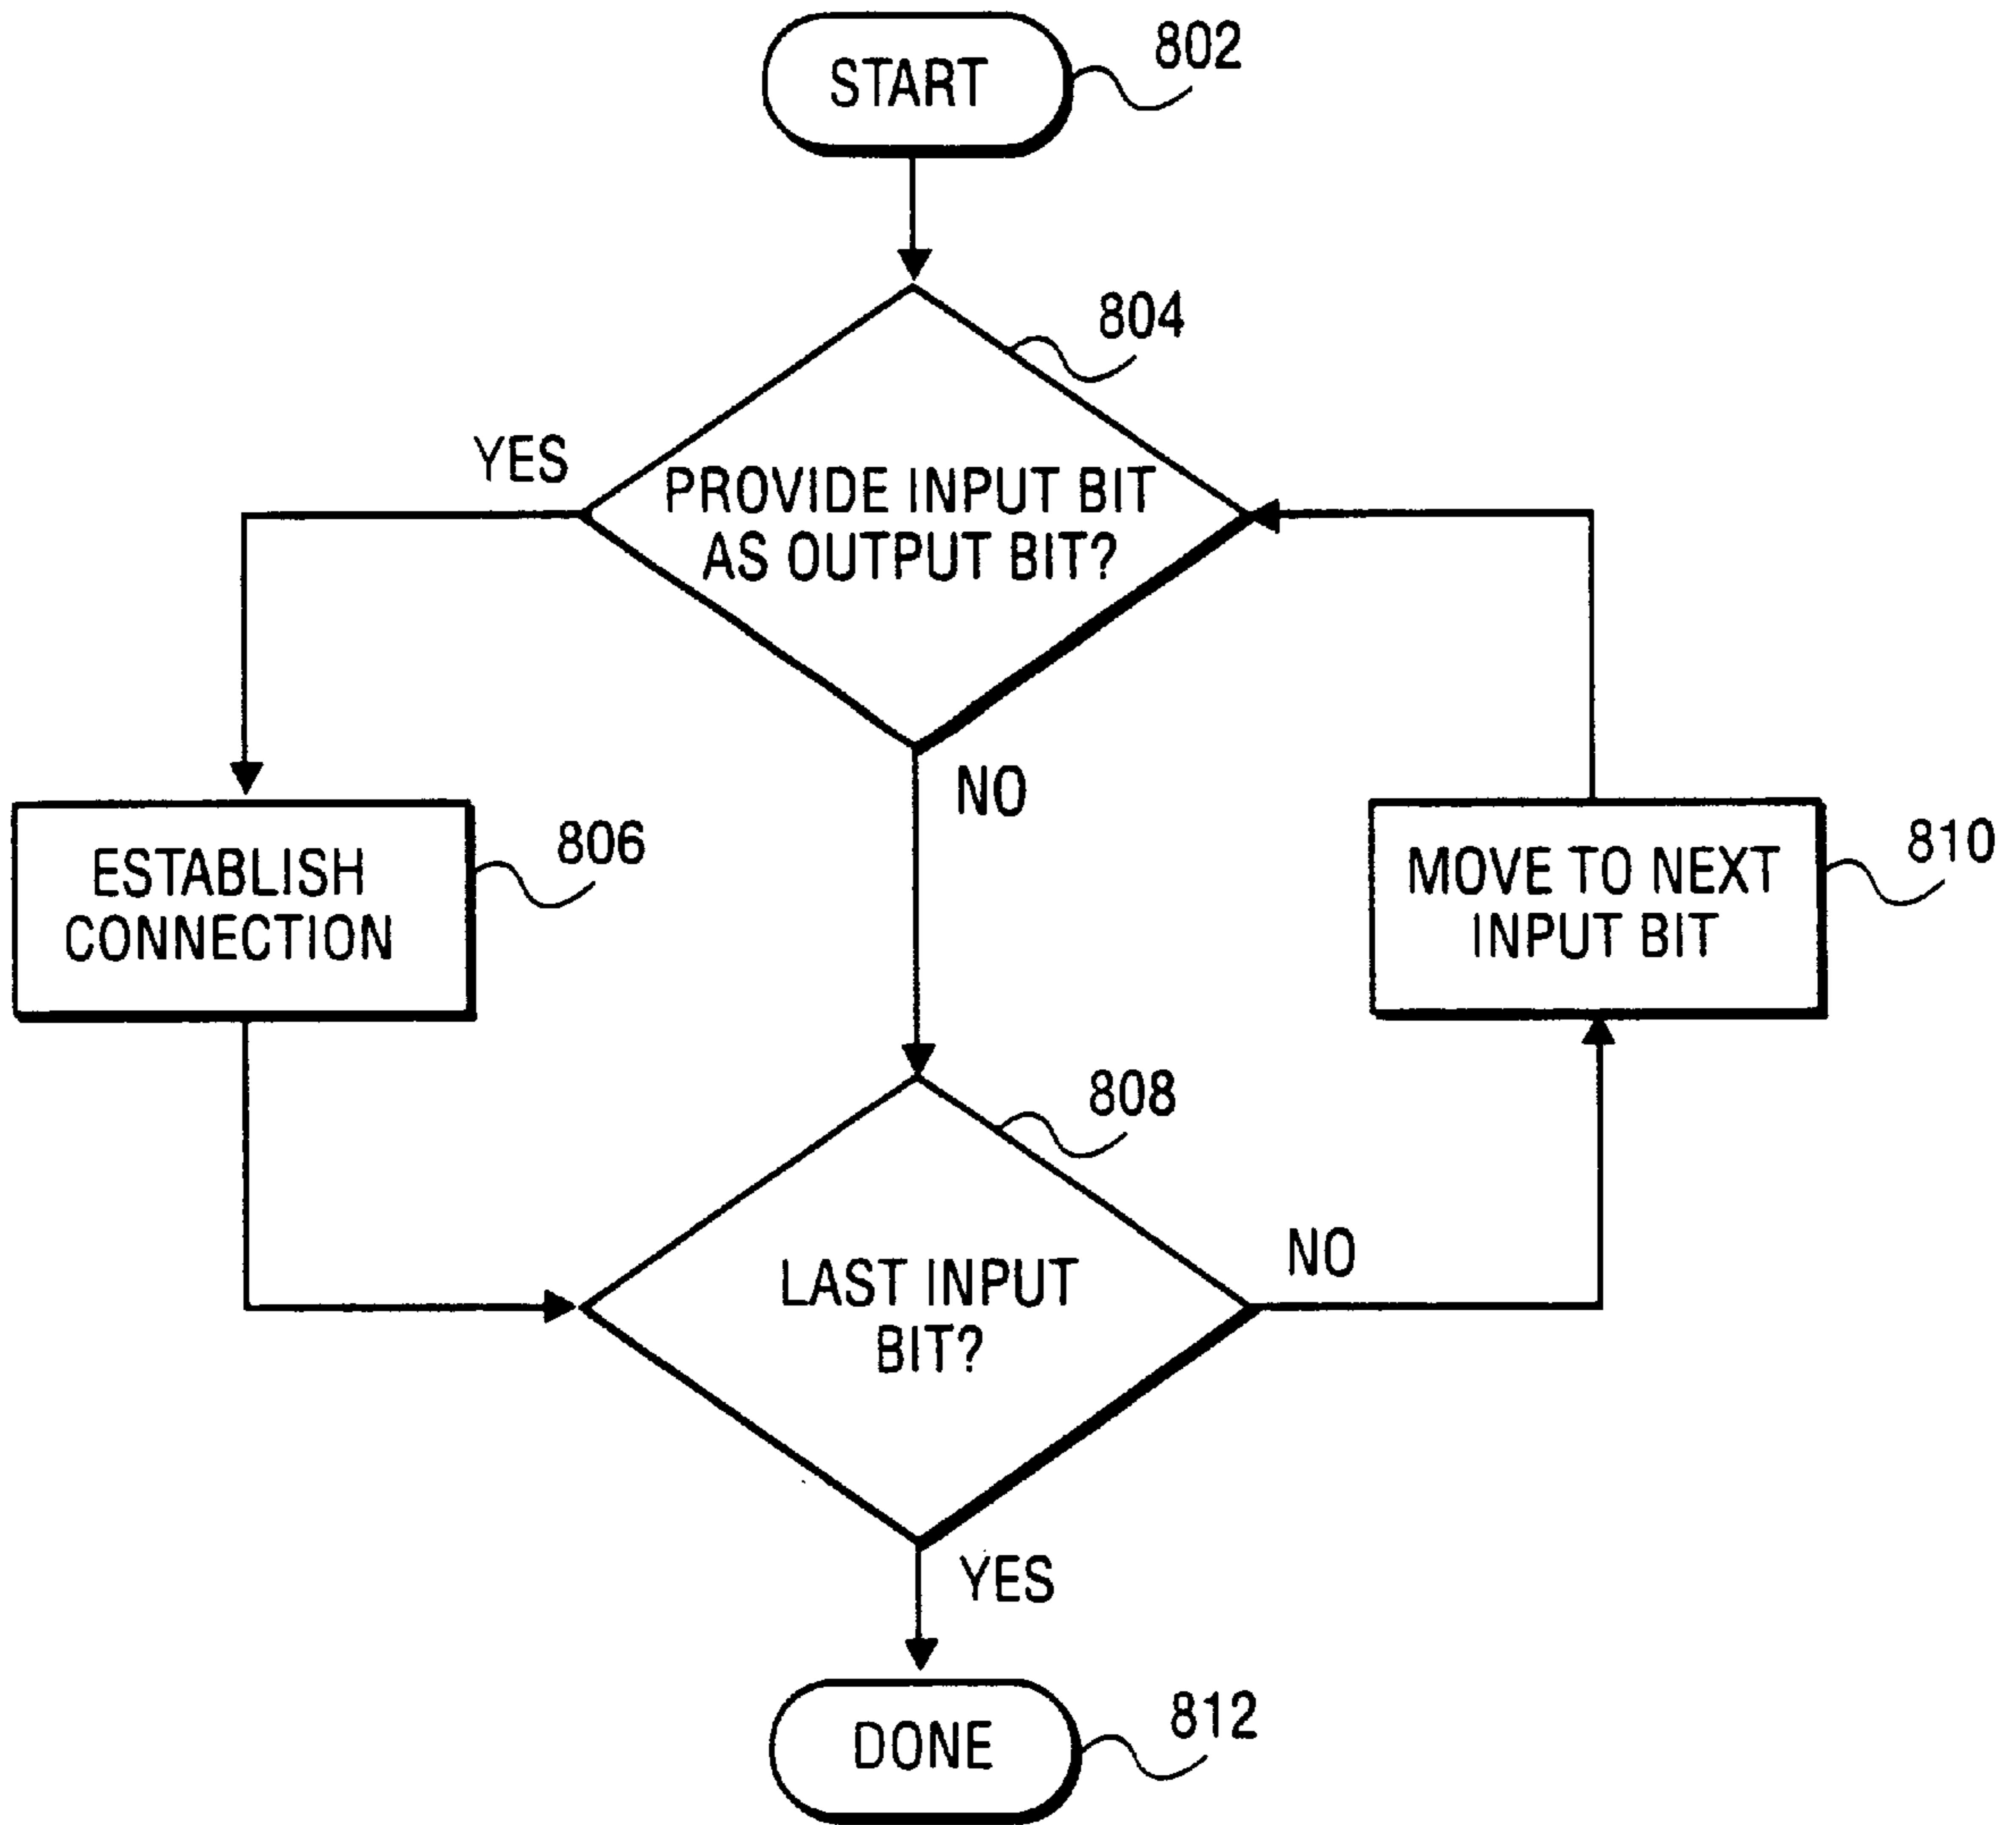 802
START
804
YES
PROVIDE INPUT BIT
AS OUTPUT BIT?
NO
806
ESTABLISH
CONNECTION
810
MOVE TO NEXT
INPUT BIT
808
NO
LAST INPUT
BIT?
YES
812
DONE